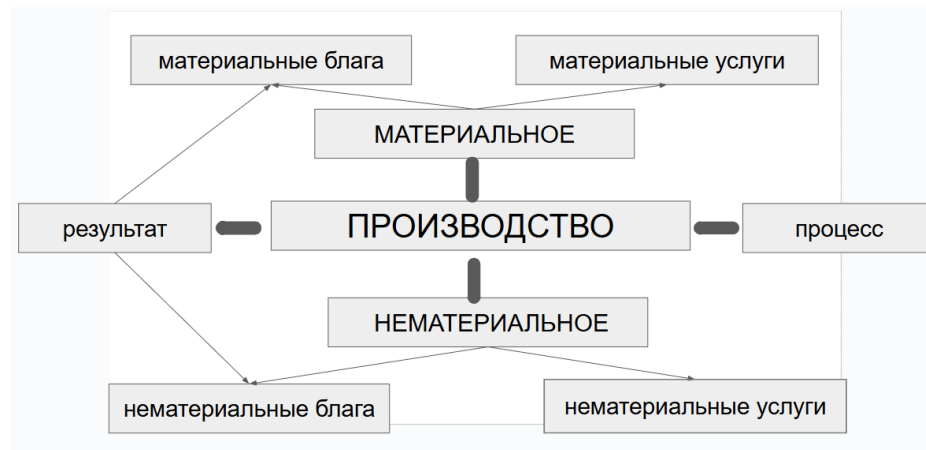 материальные блага
материальные услуги
МАТЕРИАЛЬНОЕ
результат
ПРОИЗВОДСТВО
процесс
НЕМАТЕРИАЛЬНОЕ
нематериальные блага
нематериальные услуги